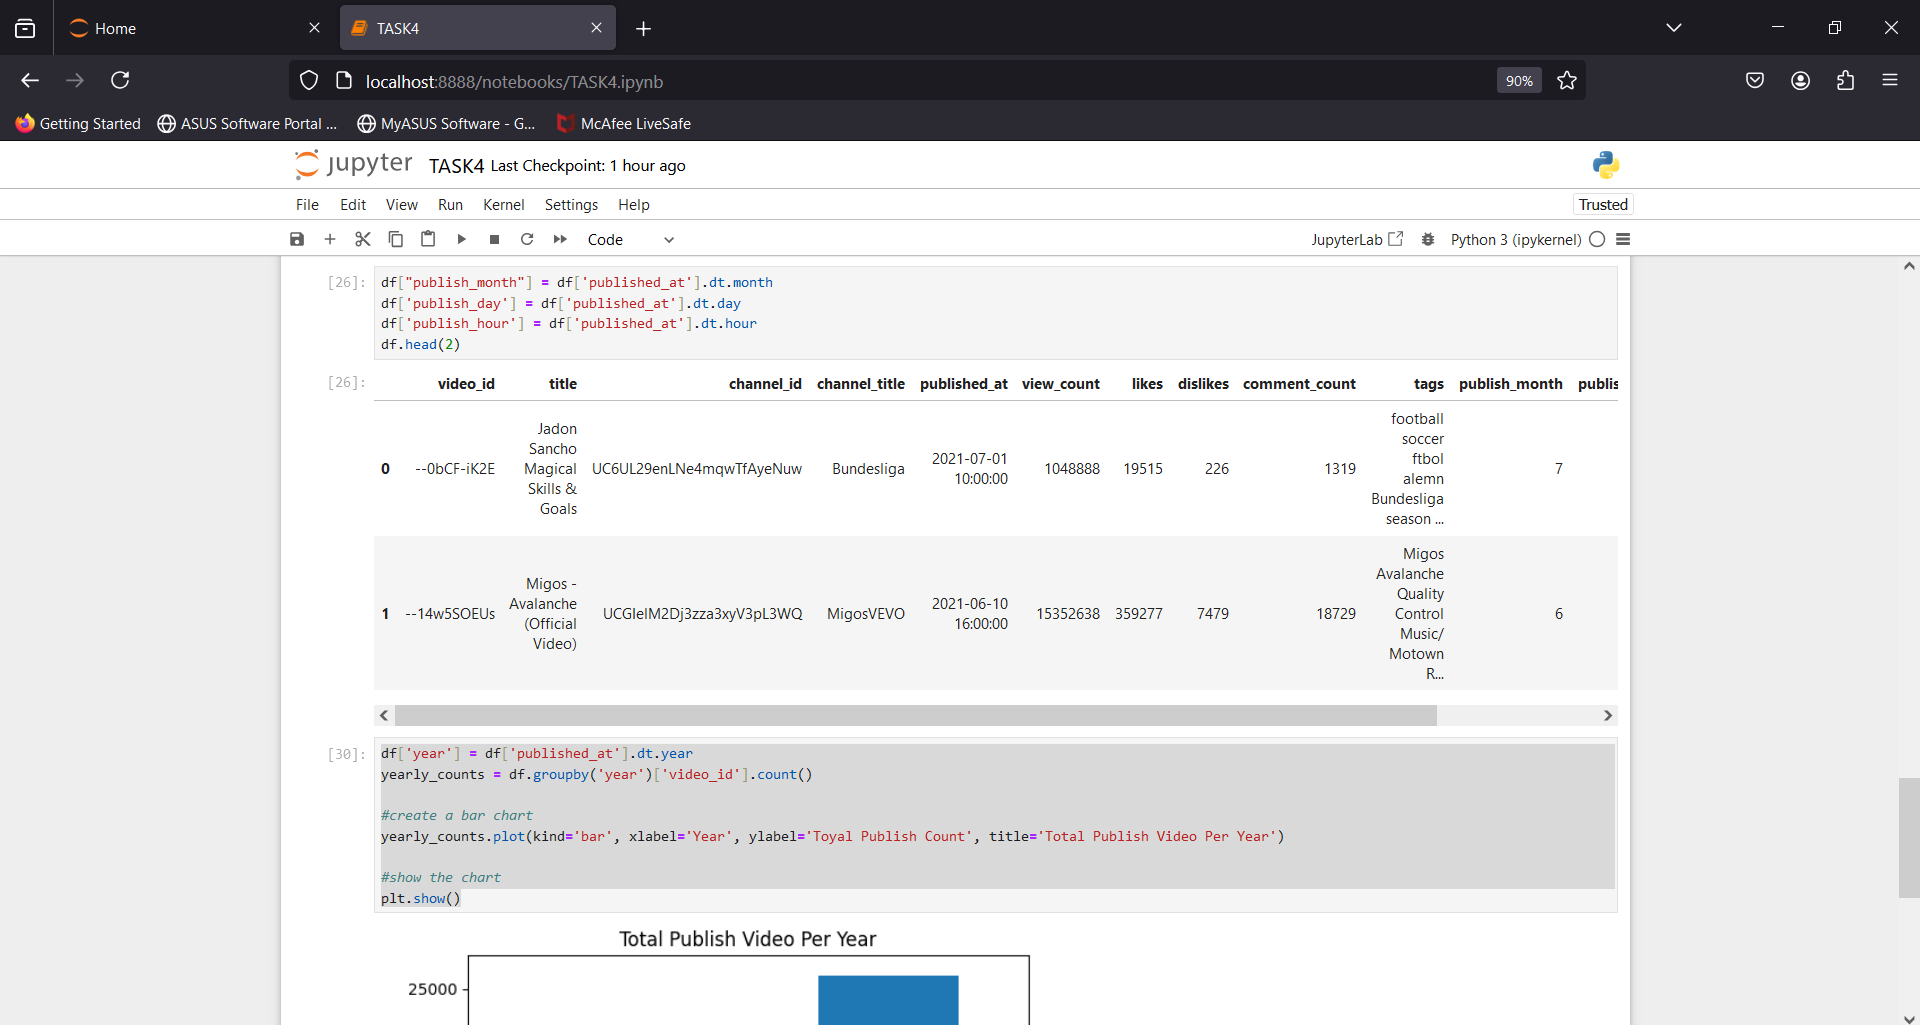 Home
TASK4
localhost:8888/notebooks/TASK4.ipynb
90%
Getting Started
ASUS Software Portal ...
MyASUS Software - G...
McAfee LiveSafe
jupyter TASK4 Last Checkpoint: 1 hour ago
File Edit View Run Kernel Settings Help
Trusted
Code
JupyterLab
Python 3 (ipykernel)
[26]:
df["publish_month"] = df['published_at'].dt.month
df['publish_day'] = df['published_at'].dt.day
df['publish_hour'] = df['published_at'].dt.hour
df.head(2)
[26]:
video_id title channel_id channel_title published_at view_count likes dislikes comment_count tags publish_month publis
0 --0bCF-iK2E
Jadon
Sancho
Magical
Skills &
Goals
UC6UL29enLNe4mqwTfAyeNuw Bundesliga
2021-07-01
10:00:00
1048888 19515 226 1319
football
soccer
ftbol
alemn
Bundesliga
season ...
7
1 --14w5SOEUs
Migos -
Avalanche
(Official
Video)
UCGIelM2Dj3zza3xyV3pL3WQ MigosVEVO
2021-06-10
16:00:00
15352638 359277 7479 18729
Migos
Avalanche
Quality
Control
Music/
Motown
R...
6
[30]:
df['year'] = df['published_at'].dt.year
yearly_counts = df.groupby('year')['video_id'].count()
#create a bar chart
yearly_counts.plot(kind='bar', xlabel='Year', ylabel='Toyal Publish Count', title='Total Publish Video Per Year')
#show the chart
plt.show()
Total Publish Video Per Year
25000